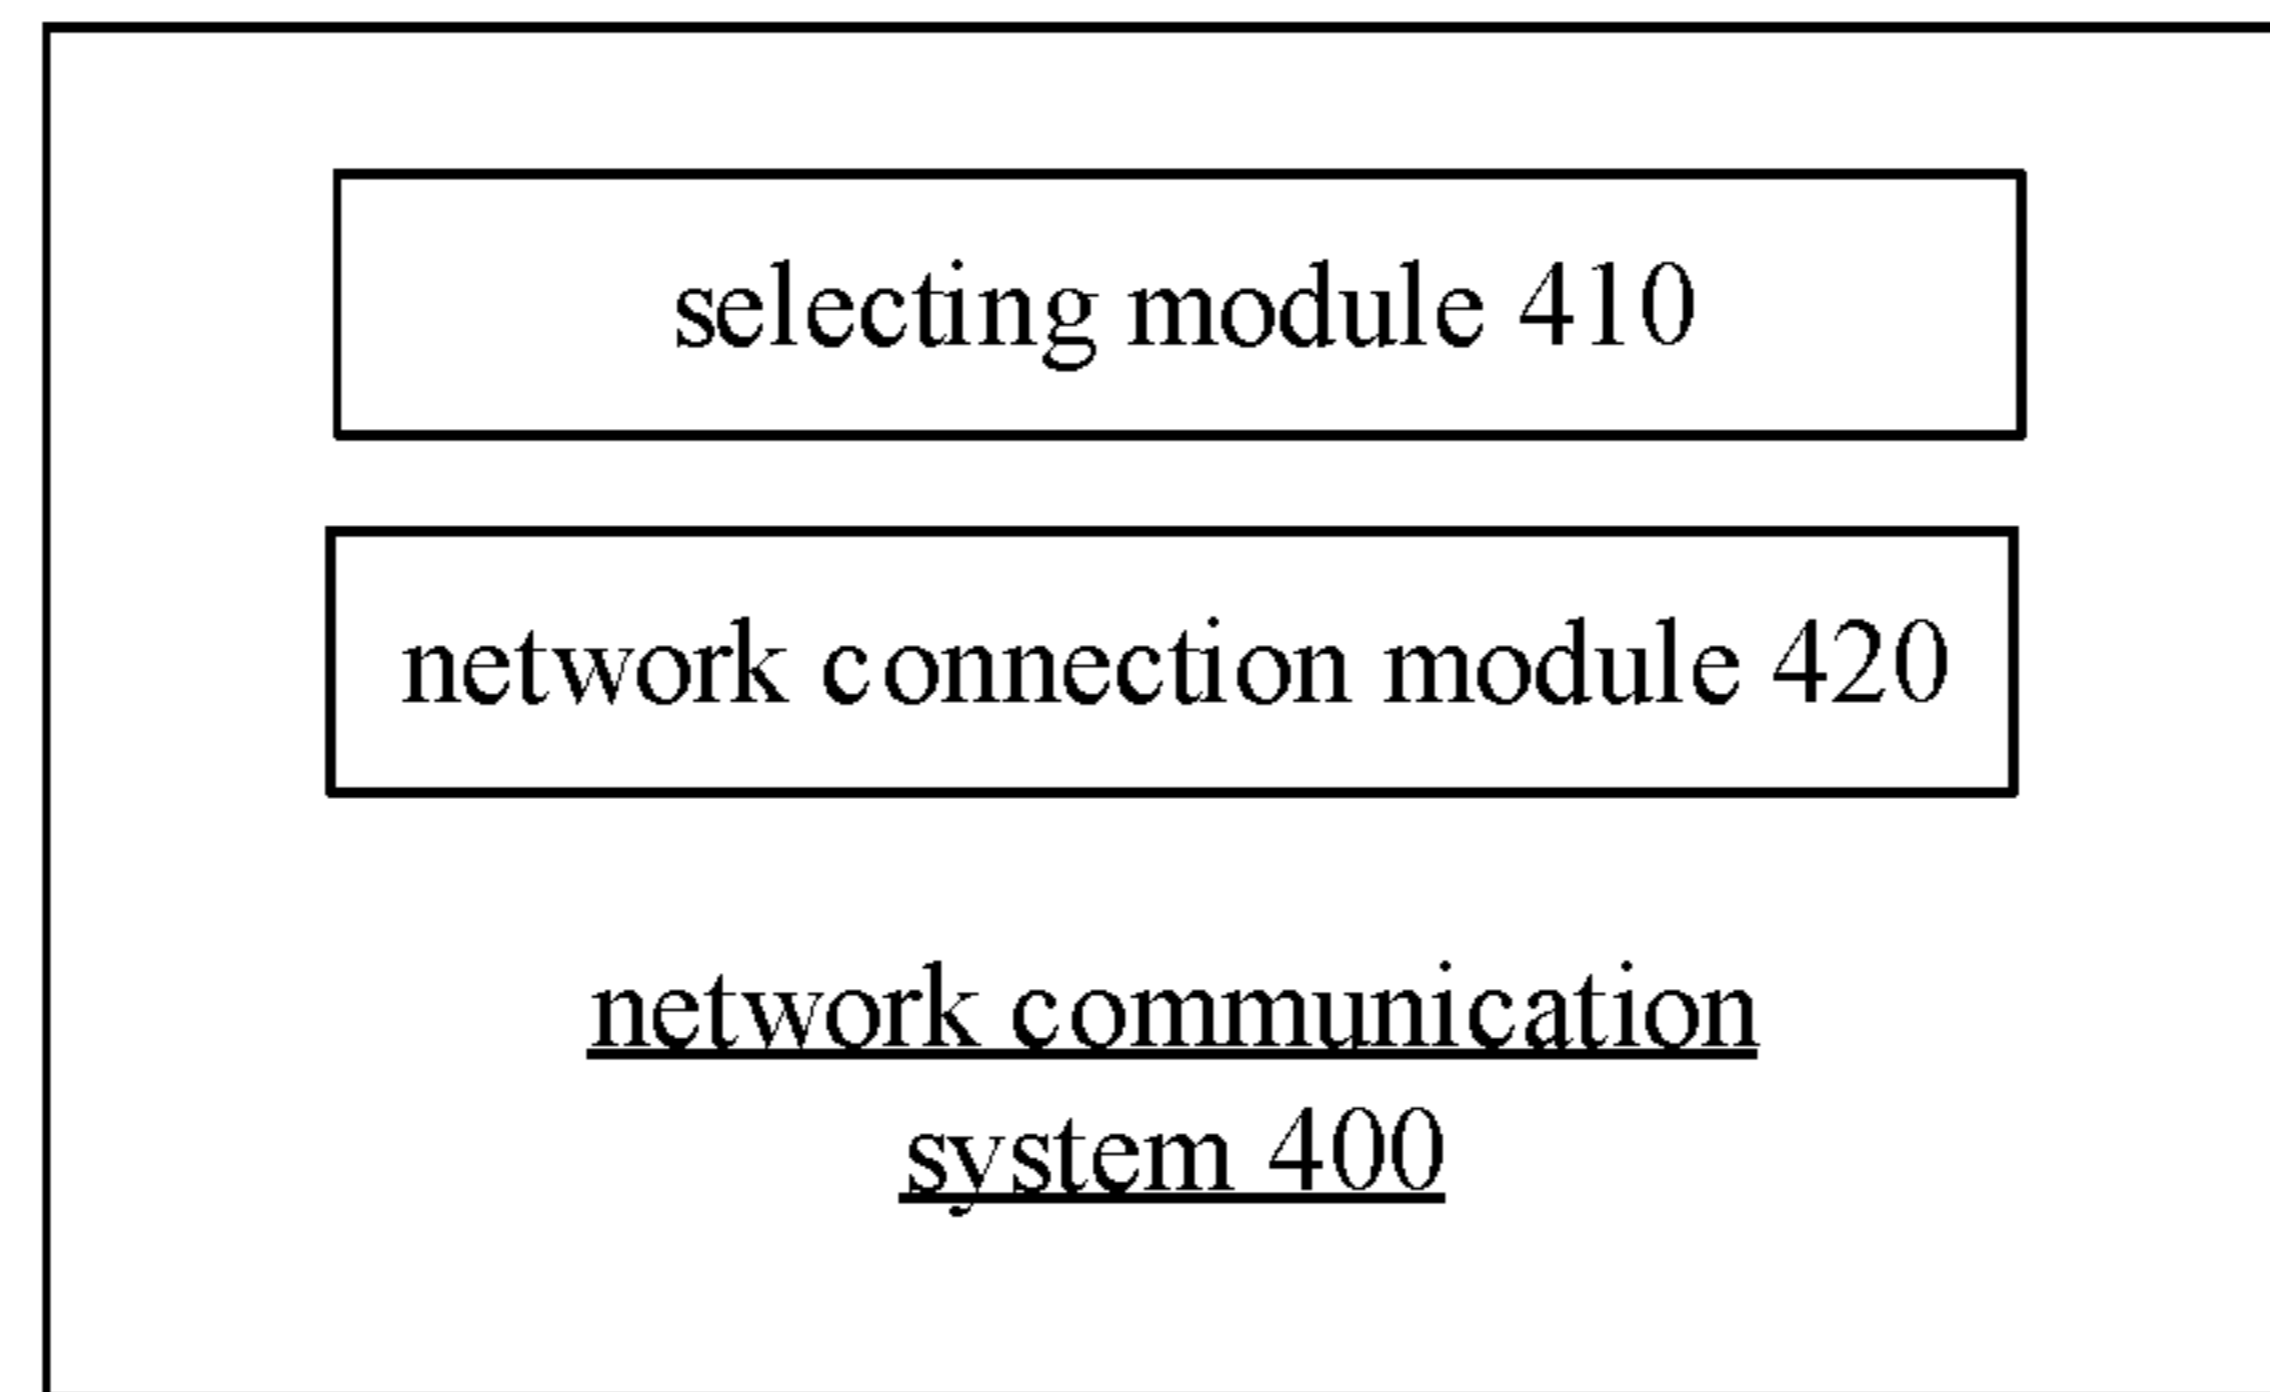 selecting module 410
network connection module 420
network communication
system 400